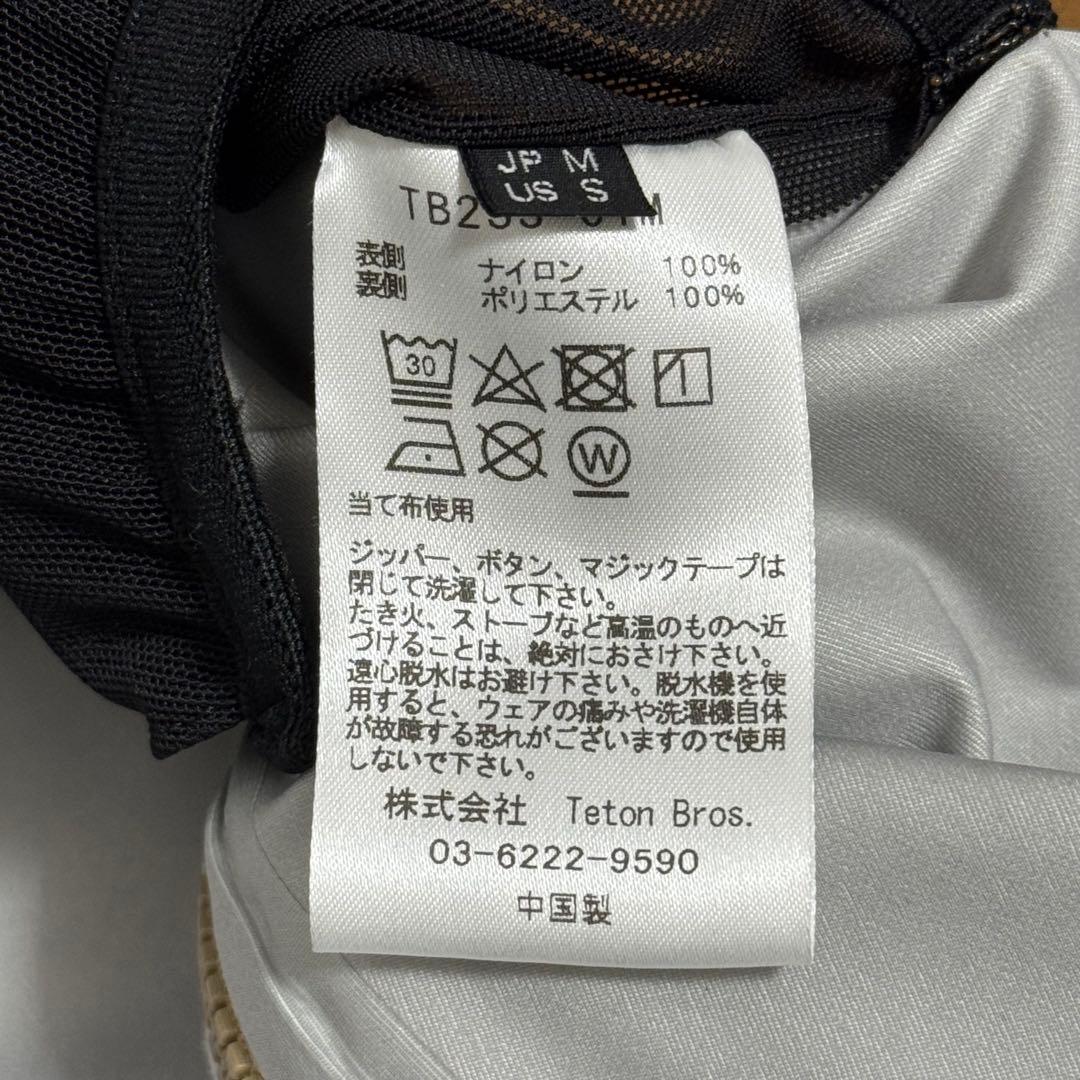 JP M
US S
表側 ナイロン 100%
裏側 ポリエステル 100%
30
W
当て布使用
ジッパー、ボタン、マジックテープは
閉じて洗濯して下さい。
たき火、ストーブなど高温のものへ近
づけることは、絶対におさけ下さい。
遠心脱水はお避け下さい。脱水機を使
用すると、ウェアの痛みや洗濯機自体
が故障する恐れがございますので使用
しないで下さい。
株式会社 Teton Bros.
03-6222-9590
中国製